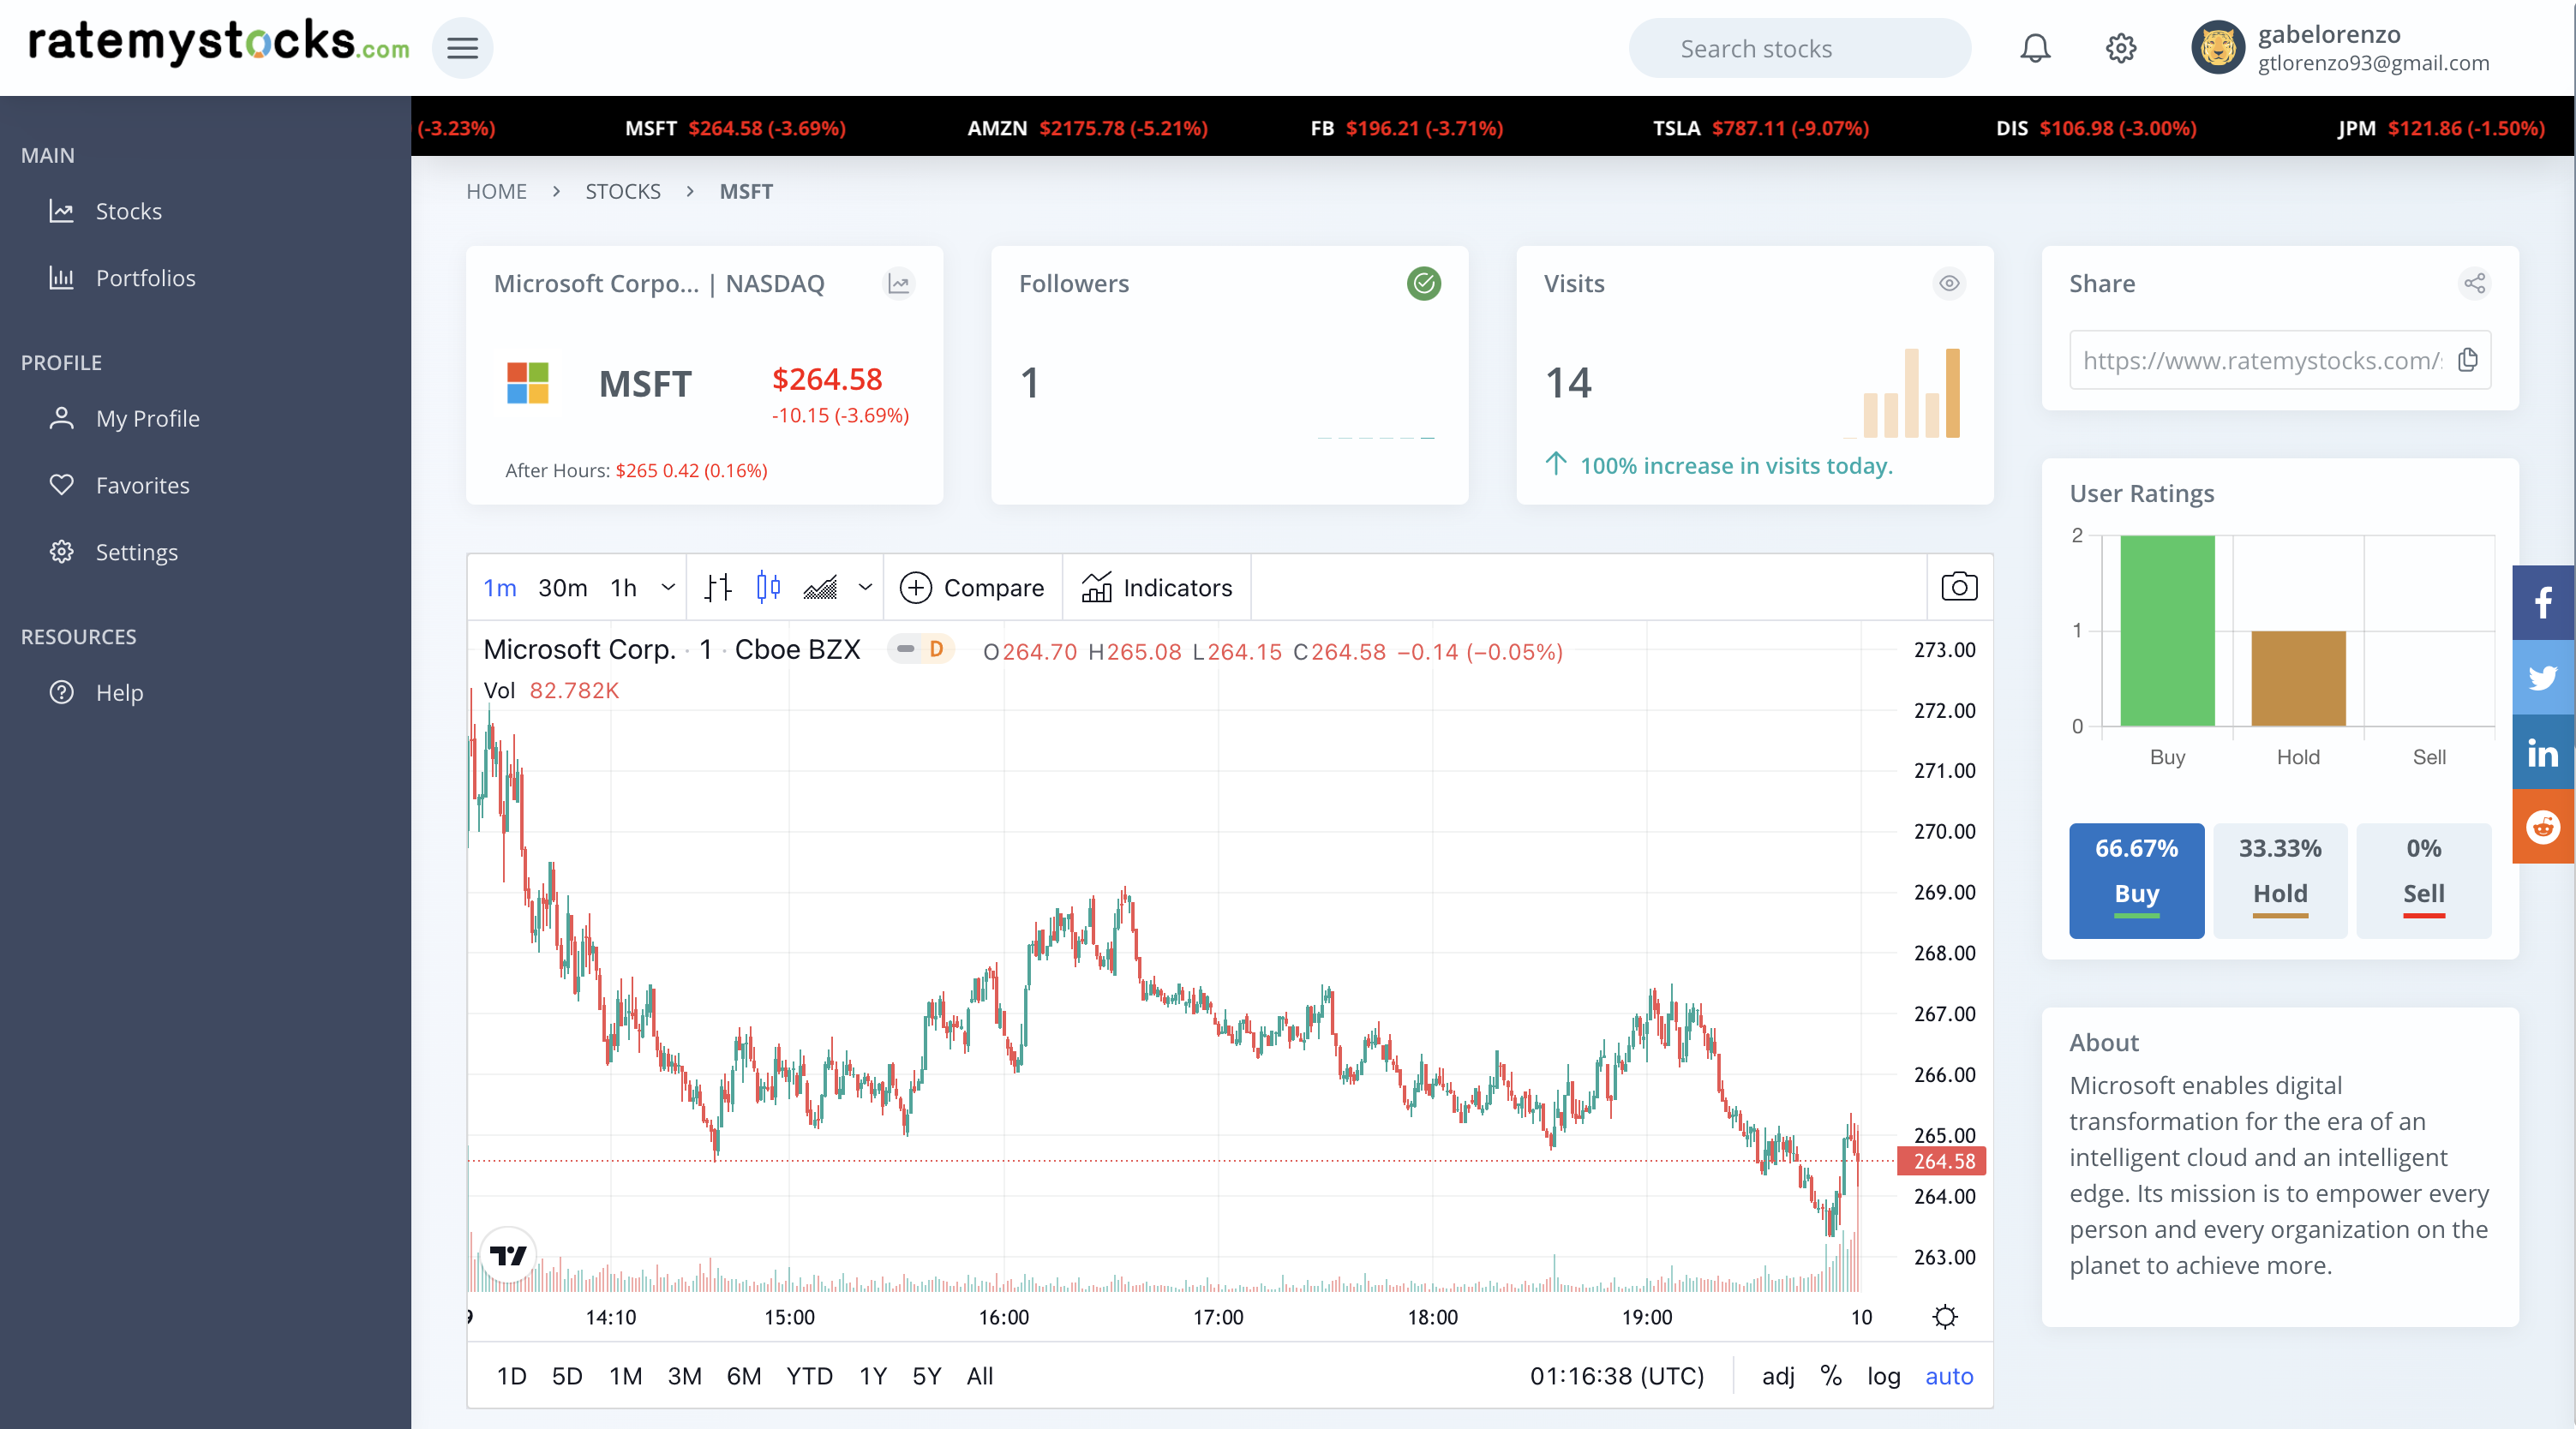 ratemystocks.com
Search stocks
gabelorenzo
gtlorenzo93@gmail.com
(-3.23%) MSFT $264.58 (-3.69%) AMZN $2175.78 (-5.21%) FB $196.21 (-3.71%) TSLA $787.11 (-9.07%) DIS $106.98 (-3.00%) JPM $121.86 (-1.50%)
MAIN
Stocks
Portfolios
PROFILE
My Profile
Favorites
Settings
RESOURCES
Help
HOME > STOCKS > MSFT
Microsoft Corpo... | NASDAQ
MSFT
$264.58
-10.15 (-3.69%)
After Hours: $265 0.42 (0.16%)
Followers
1
Visits
14
100% increase in visits today.
Share
https://www.ratemystocks.com/
1m 30m 1h Compare Indicators
Microsoft Corp. · 1 · Cboe BZX D O264.70 H265.08 L264.15 C264.58 −0.14 (−0.05%)
Vol 82.782K
273.00
272.00
271.00
270.00
269.00
268.00
267.00
266.00
265.00
264.58
264.00
263.00
14:10 15:00 16:00 17:00 18:00 19:00 10
1D 5D 1M 3M 6M YTD 1Y 5Y All 01:16:38 (UTC) adj % log auto
User Ratings
2
1
0
Buy Hold Sell
66.67% 33.33% 0%
Buy Hold Sell
About
Microsoft enables digital
transformation for the era of an
intelligent cloud and an intelligent
edge. Its mission is to empower every
person and every organization on the
planet to achieve more.